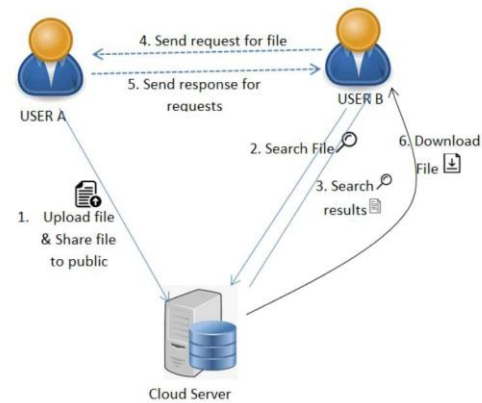 4. Send request for file
5. Send response for
requests
USER A
USER B
2. Search File
6. Download
File
3. Search
results
1. Upload file
& Share file
to public
Cloud Server